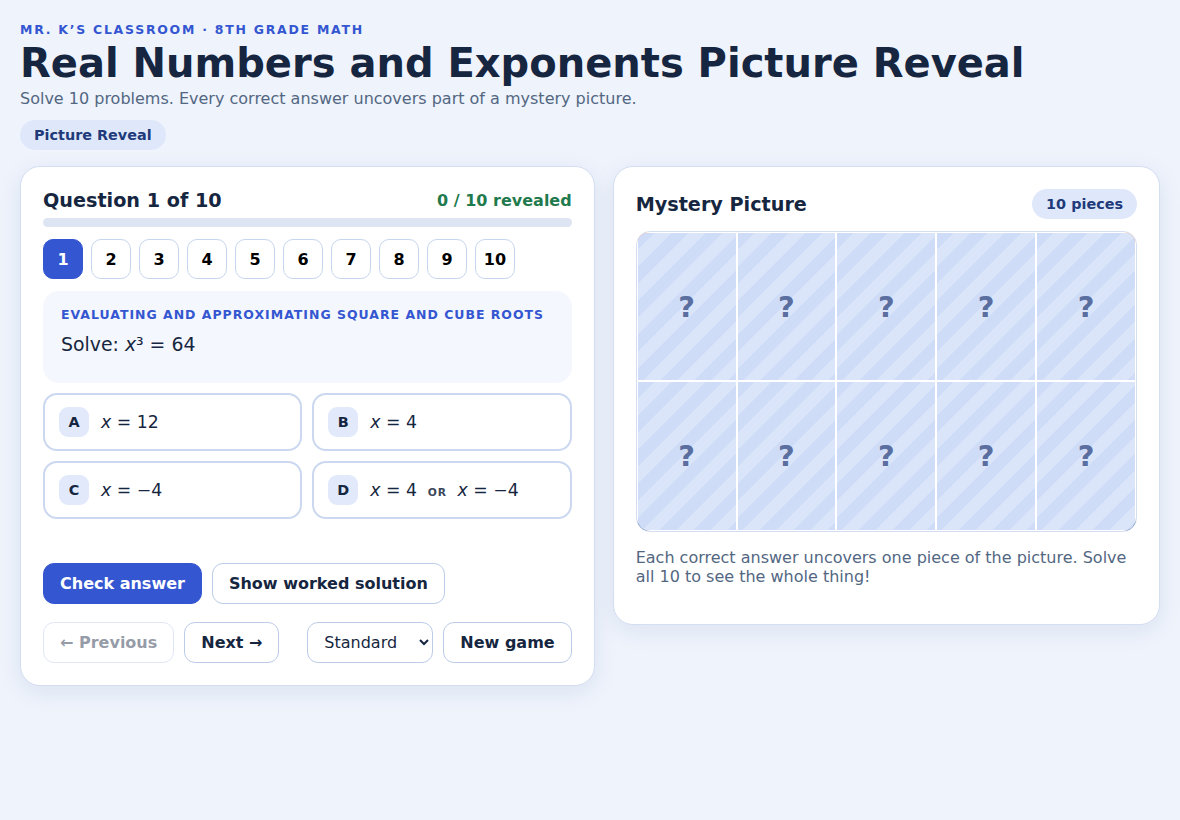 MR. K’S CLASSROOM · 8TH GRADE MATH
Real Numbers and Exponents Picture Reveal
Solve 10 problems. Every correct answer uncovers part of a mystery picture.
Picture Reveal
Question 1 of 10
0 / 10 revealed
1 2 3 4 5 6 7 8 9 10
EVALUATING AND APPROXIMATING SQUARE AND CUBE ROOTS
Solve: x³ = 64
A x = 12
B x = 4
C x = −4
D x = 4 OR x = −4
Check answer
Show worked solution
← Previous
Next →
Standard
New game
Mystery Picture
10 pieces
? ? ? ? ?
? ? ? ? ?
Each correct answer uncovers one piece of the picture. Solve
all 10 to see the whole thing!